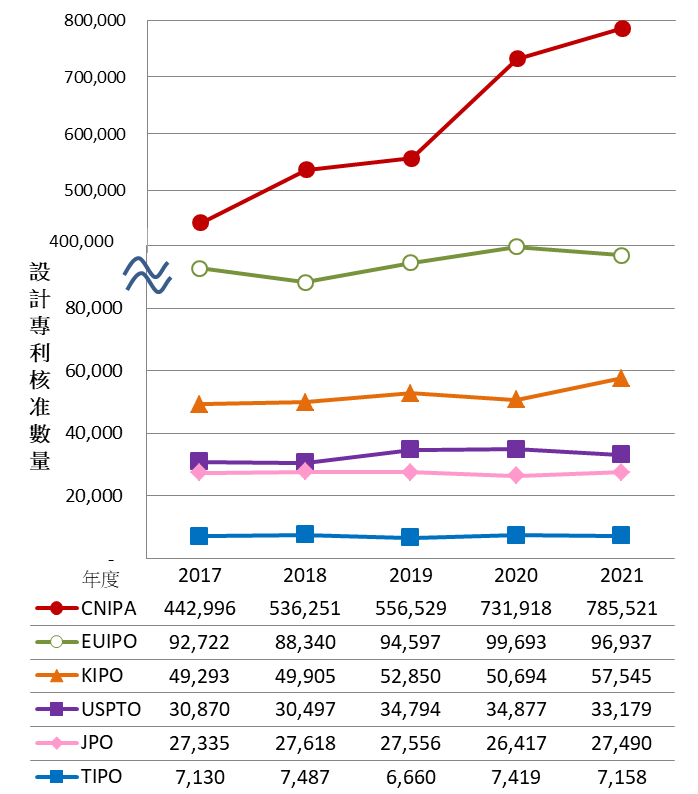 800,000
700,000
600,000
500,000
400,000
80,000
60,000
40,000
20,000
-
設計專利核准數量
年度 2017 2018 2019 2020 2021
CNIPA 442,996 536,251 556,529 731,918 785,521
EUIPO 92,722 88,340 94,597 99,693 96,937
KIPO 49,293 49,905 52,850 50,694 57,545
USPTO 30,870 30,497 34,794 34,877 33,179
JPO 27,335 27,618 27,556 26,417 27,490
TIPO 7,130 7,487 6,660 7,419 7,158